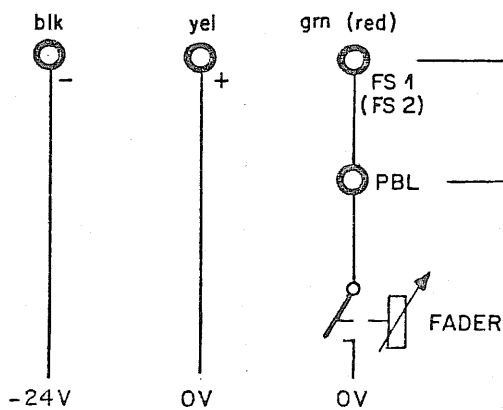 blk yel grn (red)
- + FS 1
(FS 2)
PBL
FADER
-24V 0V 0V